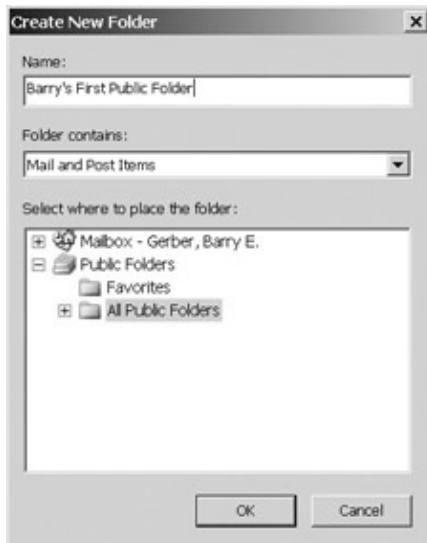 Create New Folder
Name:
Barry's First Public Folder
Folder contains:
Mail and Post Items
Select where to place the folder:
Mailbox - Gerber, Barry E.
Public Folders
Favorites
All Public Folders
OK
Cancel